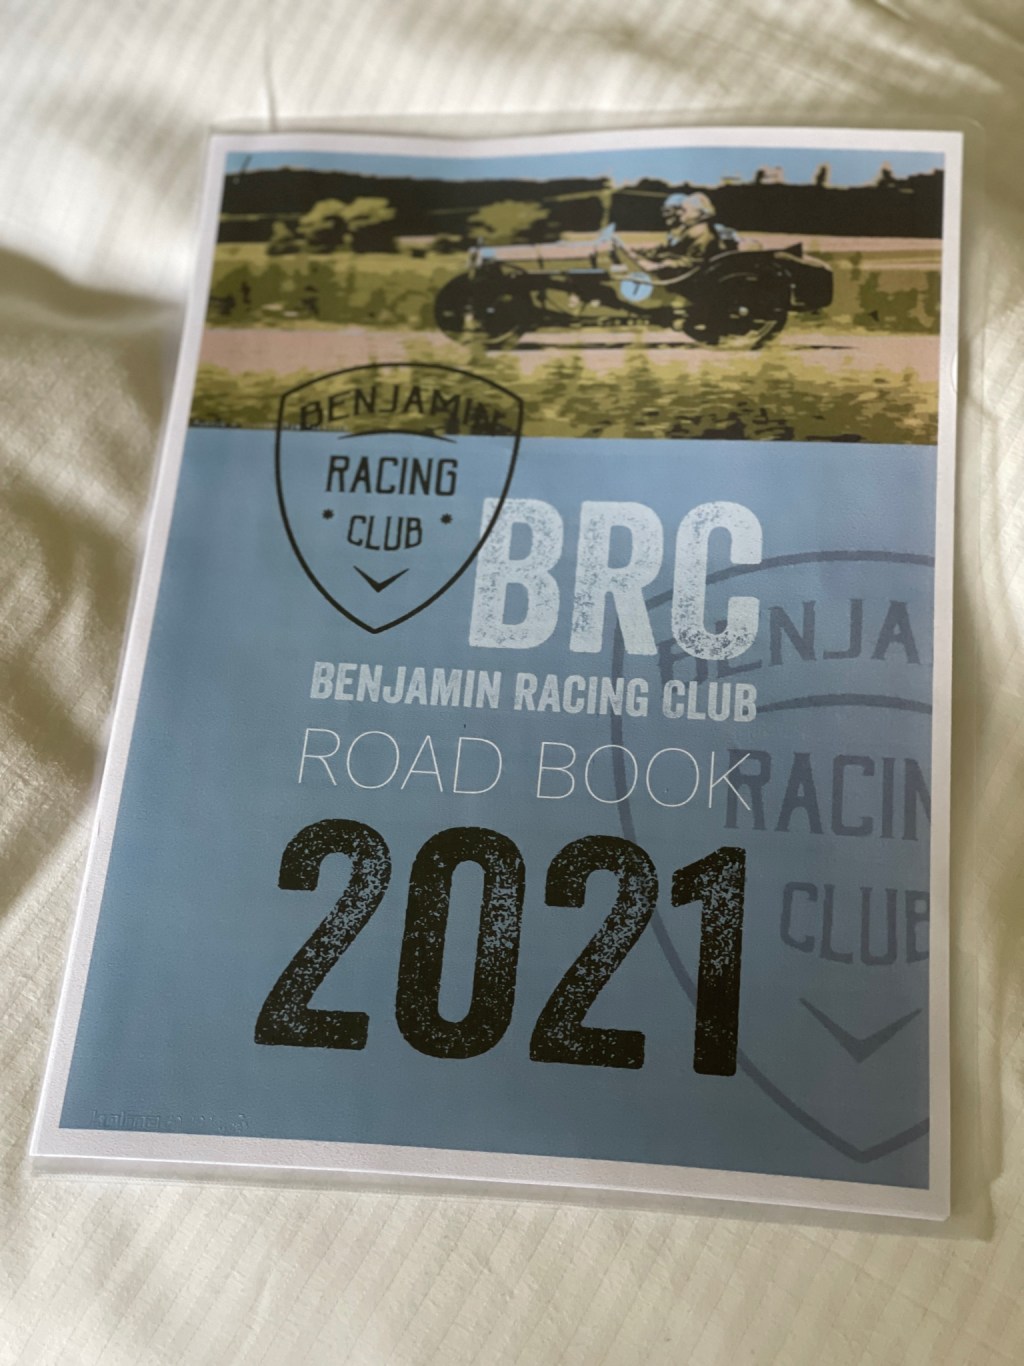 BENJAMIN
RACING
CLUB
BRC
BENJAMIN RACING CLUB
ROAD BOOK
2021
BENJA
RACIN
CLUB